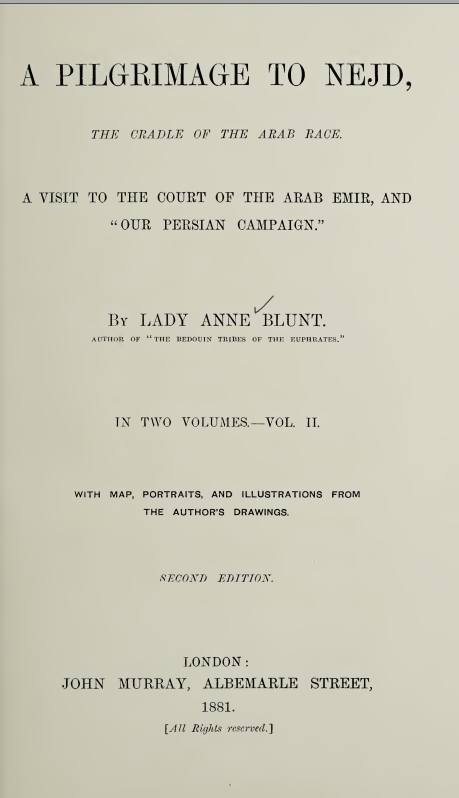 A PILGRIMAGE TO NEJD,
THE CRADLE OF THE ARAB RACE.
A VISIT TO THE COURT OF THE ARAB EMIR, AND
"OUR PERSIAN CAMPAIGN."
By LADY ANNE BLUNT.
AUTHOR OF "THE BEDOUIN TRIBES OF THE EUPHRATES."
IN TWO VOLUMES.—VOL. II.
WITH MAP, PORTRAITS, AND ILLUSTRATIONS FROM
THE AUTHOR'S DRAWINGS.
SECOND EDITION.
LONDON:
JOHN MURRAY, ALBEMARLE STREET,
1881.
[All Rights reserved.]